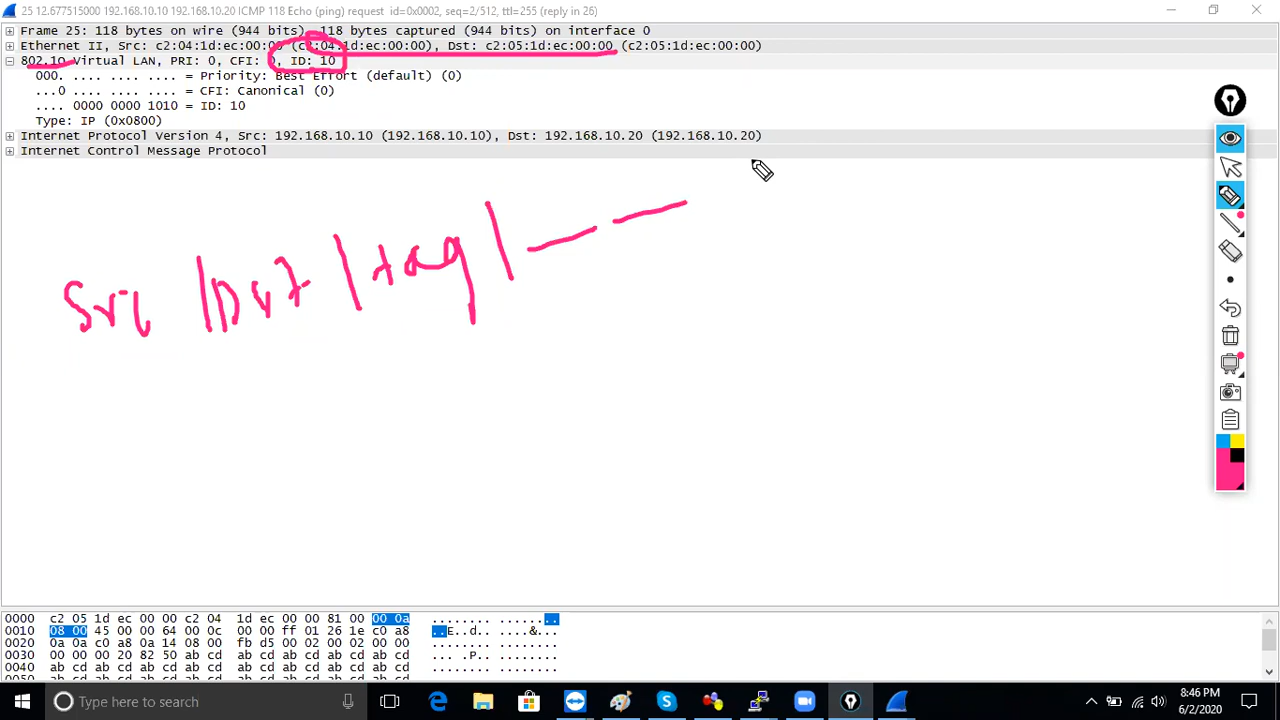 25 12.677515000 192.168.10.10 192.168.10.20 ICMP 118 Echo (ping) request id=0x0002, seq=2/512, ttl=255 (reply in 26)
Frame 25: 118 bytes on wire (944 bits), 118 bytes captured (944 bits) on interface 0
Ethernet II, Src: c2:04:1d:ec:00:00 (c2:04:1d:ec:00:00), Dst: c2:05:1d:ec:00:00 (c2:05:1d:ec:00:00)
802.1Q Virtual LAN, PRI: 0, CFI: 0, ID: 10
000. .... .... .... = Priority: Best Effort (default) (0)
...0 .... .... .... = CFI: Canonical (0)
.... 0000 0000 1010 = ID: 10
Type: IP (0x0800)
Internet Protocol Version 4, Src: 192.168.10.10 (192.168.10.10), Dst: 192.168.10.20 (192.168.10.20)
Internet Control Message Protocol
Src | Dst | tag |
0000 c2 05 1d ec 00 00 c2 04 1d ec 00 00 81 00 00 0a ........ ........
0010 08 00 45 00 00 64 00 0c 00 00 ff 01 26 1e c0 a8 ..E..d.. ....&...
0020 0a 0a c0 a8 0a 14 08 00 fb d5 00 02 00 02 00 00 ........ ........
0030 00 00 00 20 82 50 ab cd ab cd ab cd ab cd ab cd ... .P.. ........
0040 ab cd ab cd ab cd ab cd ab cd ab cd ab cd ab cd ........ ........
Type here to search
8:46 PM
6/2/2020